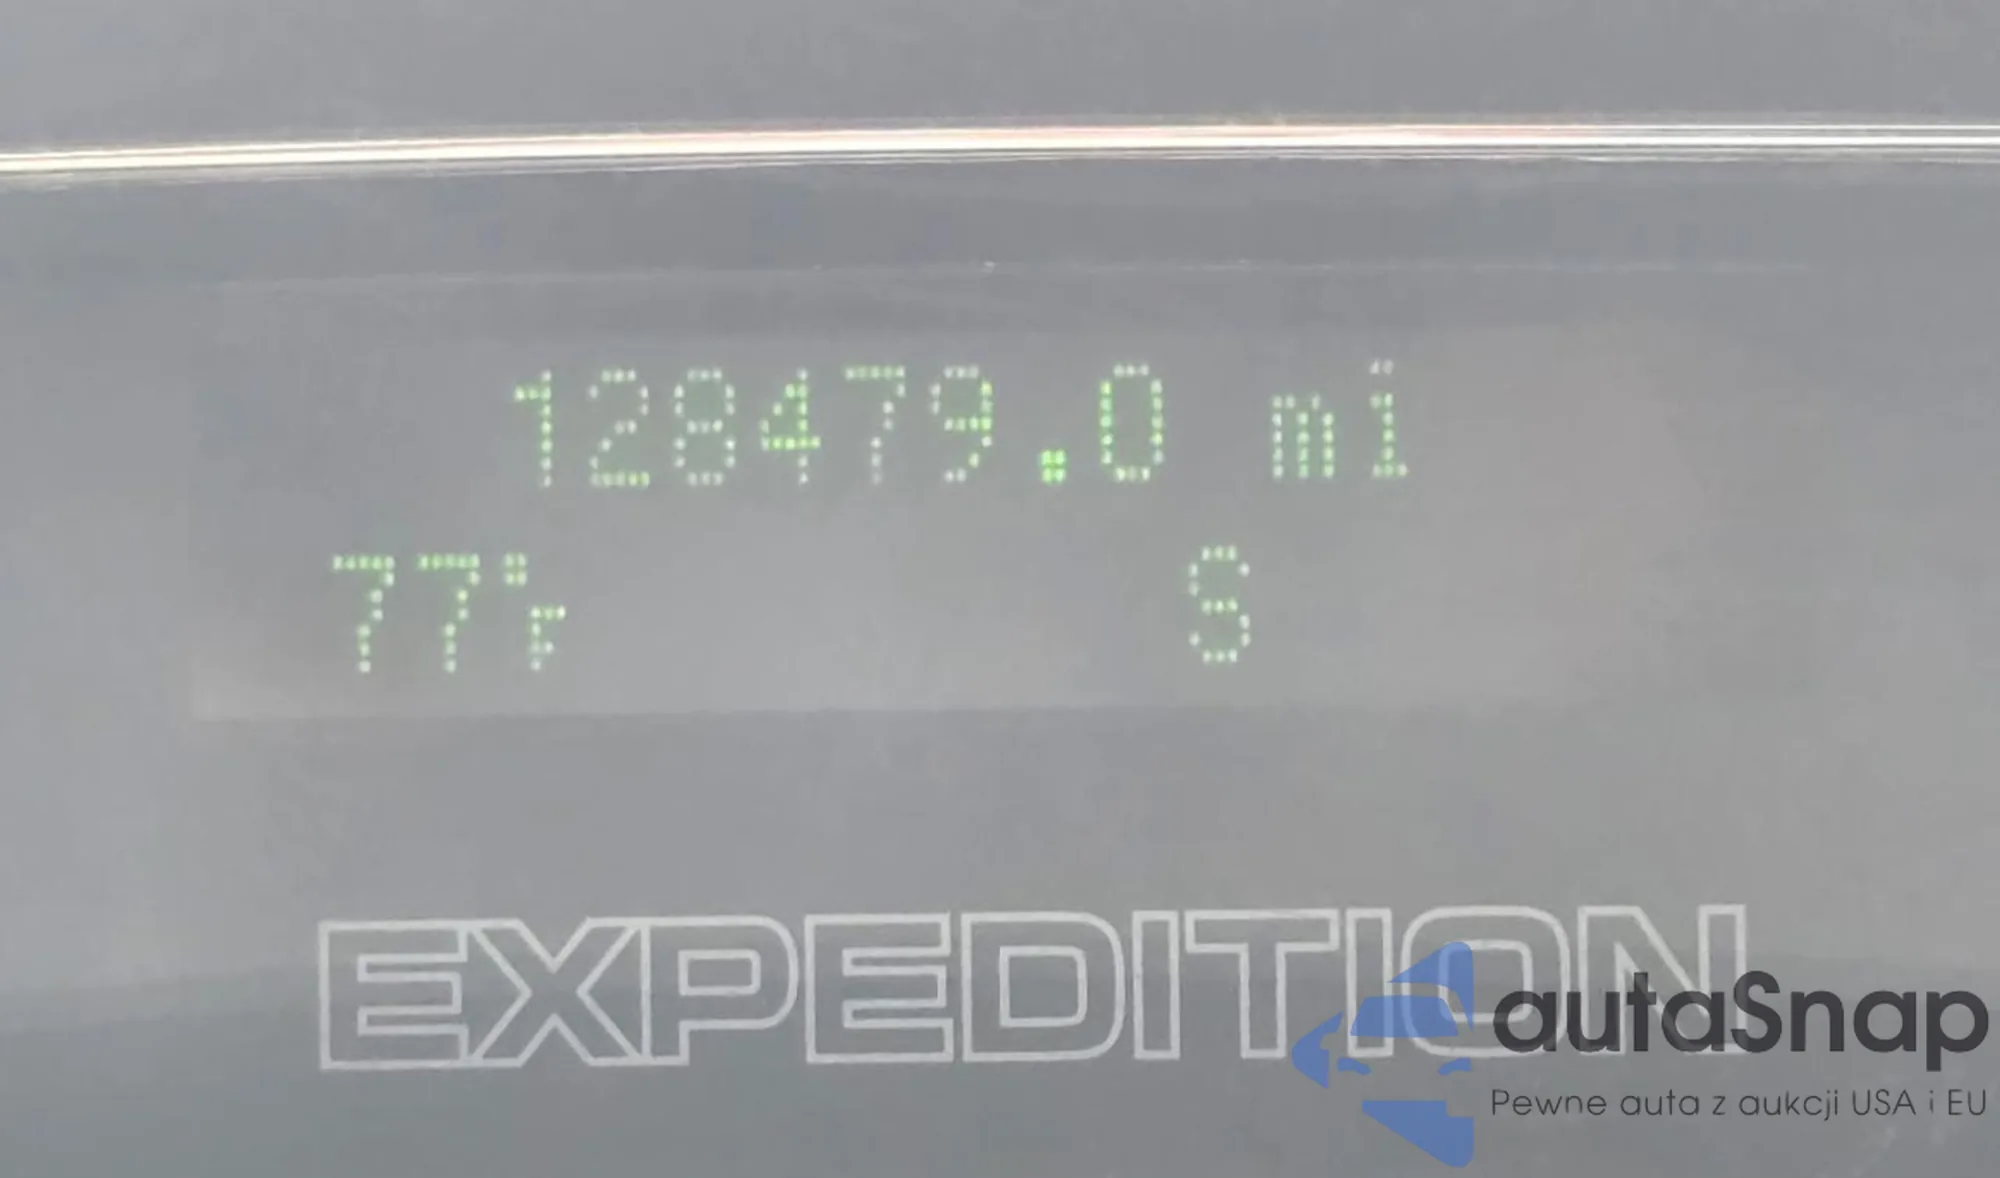 128479.0 mi
77°F S
EXPEDITION
autaSnap
Pewne auta z aukcji USA i EU